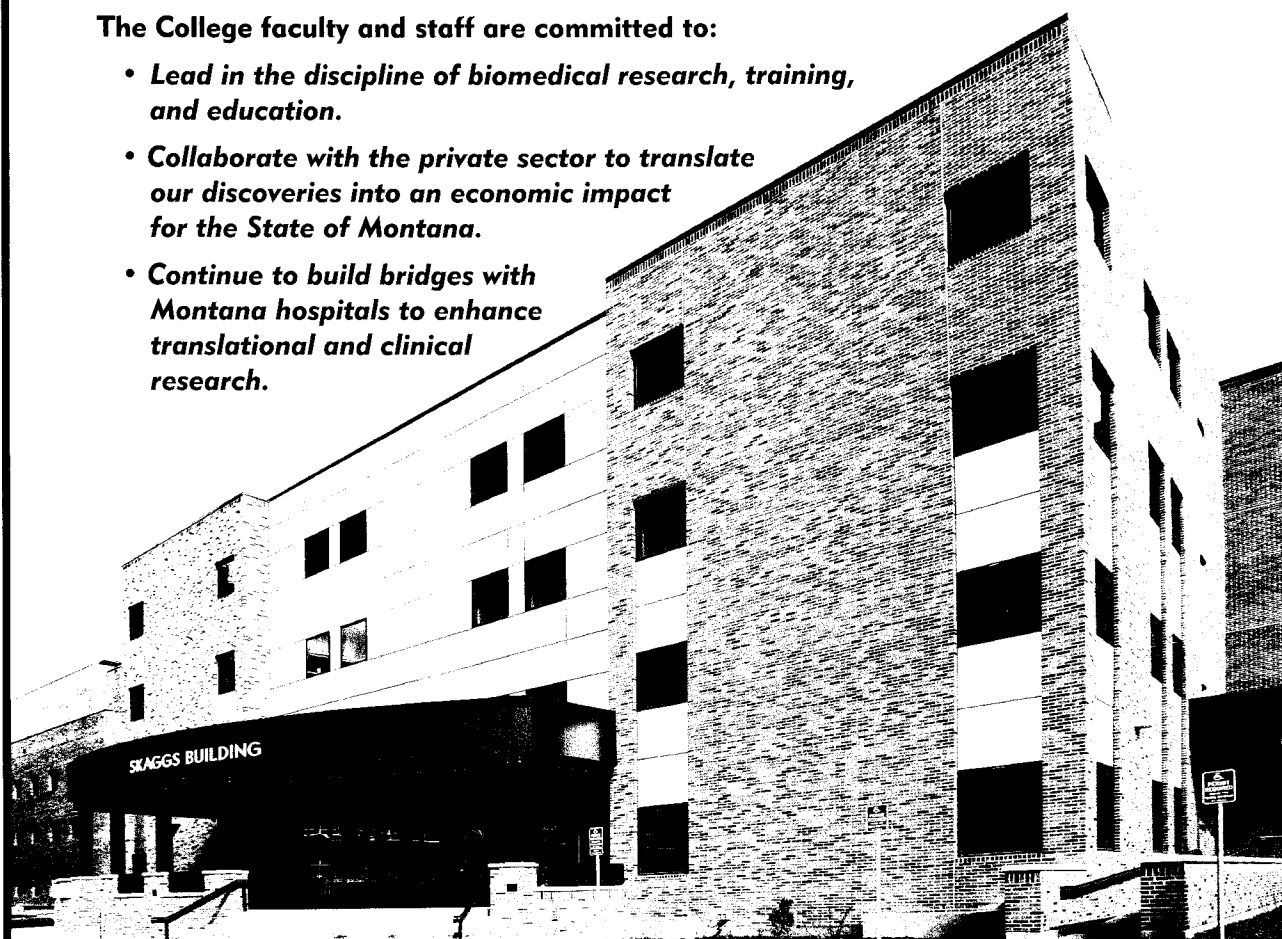 The College faculty and staff are committed to:
• Lead in the discipline of biomedical research, training,
and education.
• Collaborate with the private sector to translate
our discoveries into an economic impact
for the State of Montana.
• Continue to build bridges with
Montana hospitals to enhance
translational and clinical
research.
SKAGGS BUILDING